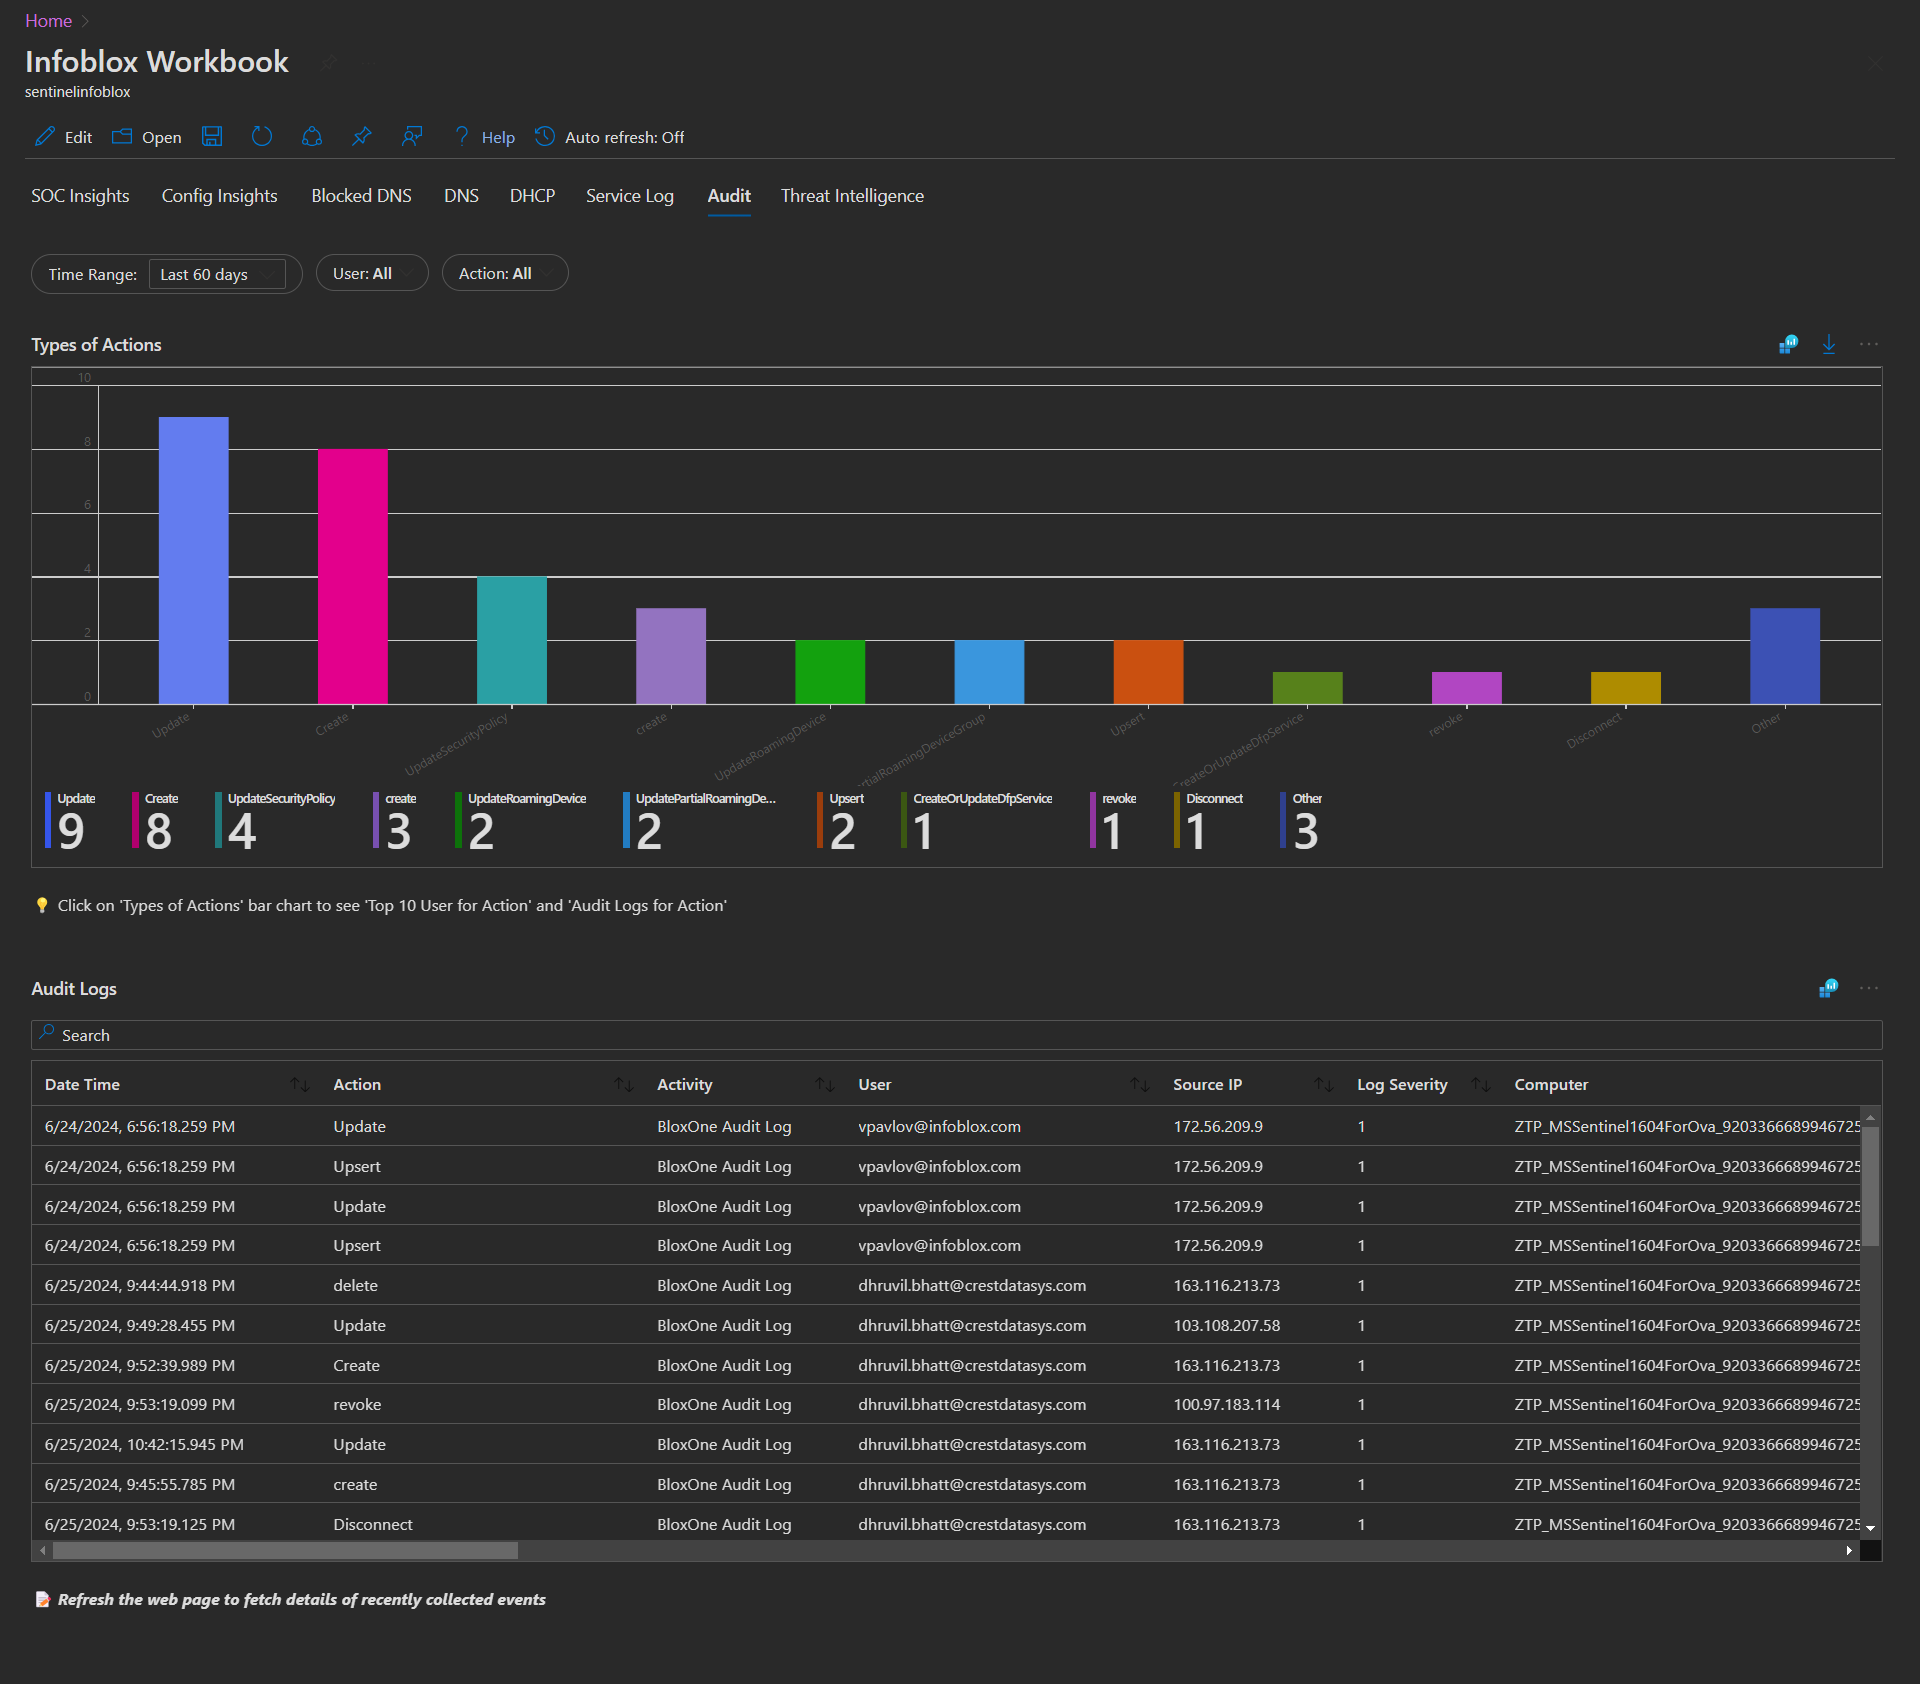 Home
Infoblox Workbook
sentinelinfoblox
Edit Open Help Auto refresh: Off
SOC Insights Config Insights Blocked DNS DNS DHCP Service Log Audit Threat Intelligence
Time Range: Last 60 days User: All Action: All
Types of Actions
10
8
6
4
2
0
Update Create UpdateSecurityPolicy create UpdateRoamingDevice PartialRoamingDeviceGroup Upsert CreateOrUpdateDfpService revoke Disconnect Other
Update Create UpdateSecurityPolicy create UpdateRoamingDevice UpdatePartialRoamingDe... Upsert CreateOrUpdateDfpService revoke Disconnect Other
9 8 4 3 2 2 2 1 1 1 3
Click on 'Types of Actions' bar chart to see 'Top 10 User for Action' and 'Audit Logs for Action'
Audit Logs
Search
Date Time Action Activity User Source IP Log Severity Computer
6/24/2024, 6:56:18.259 PM Update BloxOne Audit Log vpavlov@infoblox.com 172.56.209.9 1 ZTP_MSSentinel1604ForOva_9203366689946725
6/24/2024, 6:56:18.259 PM Upsert BloxOne Audit Log vpavlov@infoblox.com 172.56.209.9 1 ZTP_MSSentinel1604ForOva_9203366689946725
6/24/2024, 6:56:18.259 PM Update BloxOne Audit Log vpavlov@infoblox.com 172.56.209.9 1 ZTP_MSSentinel1604ForOva_9203366689946725
6/24/2024, 6:56:18.259 PM Upsert BloxOne Audit Log vpavlov@infoblox.com 172.56.209.9 1 ZTP_MSSentinel1604ForOva_9203366689946725
6/25/2024, 9:44:44.918 PM delete BloxOne Audit Log dhruvil.bhatt@crestdatasys.com 163.116.213.73 1 ZTP_MSSentinel1604ForOva_9203366689946725
6/25/2024, 9:49:28.455 PM Update BloxOne Audit Log dhruvil.bhatt@crestdatasys.com 103.108.207.58 1 ZTP_MSSentinel1604ForOva_9203366689946725
6/25/2024, 9:52:39.989 PM Create BloxOne Audit Log dhruvil.bhatt@crestdatasys.com 163.116.213.73 1 ZTP_MSSentinel1604ForOva_9203366689946725
6/25/2024, 9:53:19.099 PM revoke BloxOne Audit Log dhruvil.bhatt@crestdatasys.com 100.97.183.114 1 ZTP_MSSentinel1604ForOva_9203366689946725
6/25/2024, 10:42:15.945 PM Update BloxOne Audit Log dhruvil.bhatt@crestdatasys.com 163.116.213.73 1 ZTP_MSSentinel1604ForOva_9203366689946725
6/25/2024, 9:45:55.785 PM create BloxOne Audit Log dhruvil.bhatt@crestdatasys.com 163.116.213.73 1 ZTP_MSSentinel1604ForOva_9203366689946725
6/25/2024, 9:53:19.125 PM Disconnect BloxOne Audit Log dhruvil.bhatt@crestdatasys.com 163.116.213.73 1 ZTP_MSSentinel1604ForOva_9203366689946725
Refresh the web page to fetch details of recently collected events